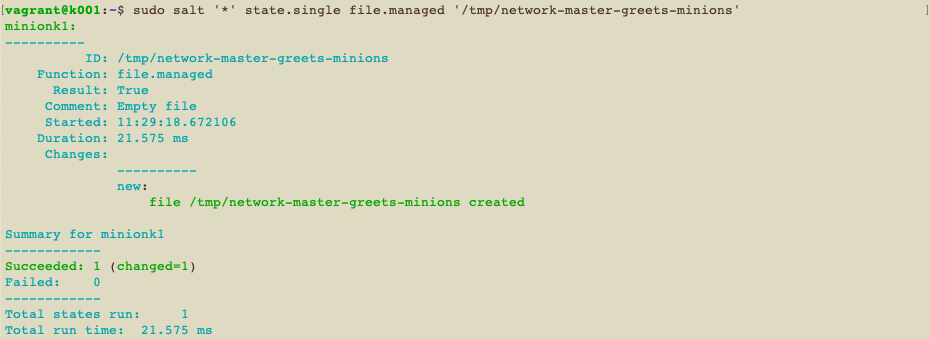 [vagrant@k001:~$ sudo salt '*' state.single file.managed '/tmp/network-master-greets-minions' ]
minionk1:
----------
          ID: /tmp/network-master-greets-minions
    Function: file.managed
      Result: True
     Comment: Empty file
     Started: 11:29:18.672106
    Duration: 21.575 ms
     Changes:
              ----------
              new:
                  file /tmp/network-master-greets-minions created

Summary for minionk1
------------
Succeeded: 1 (changed=1)
Failed:    0
------------
Total states run:     1
Total run time:  21.575 ms